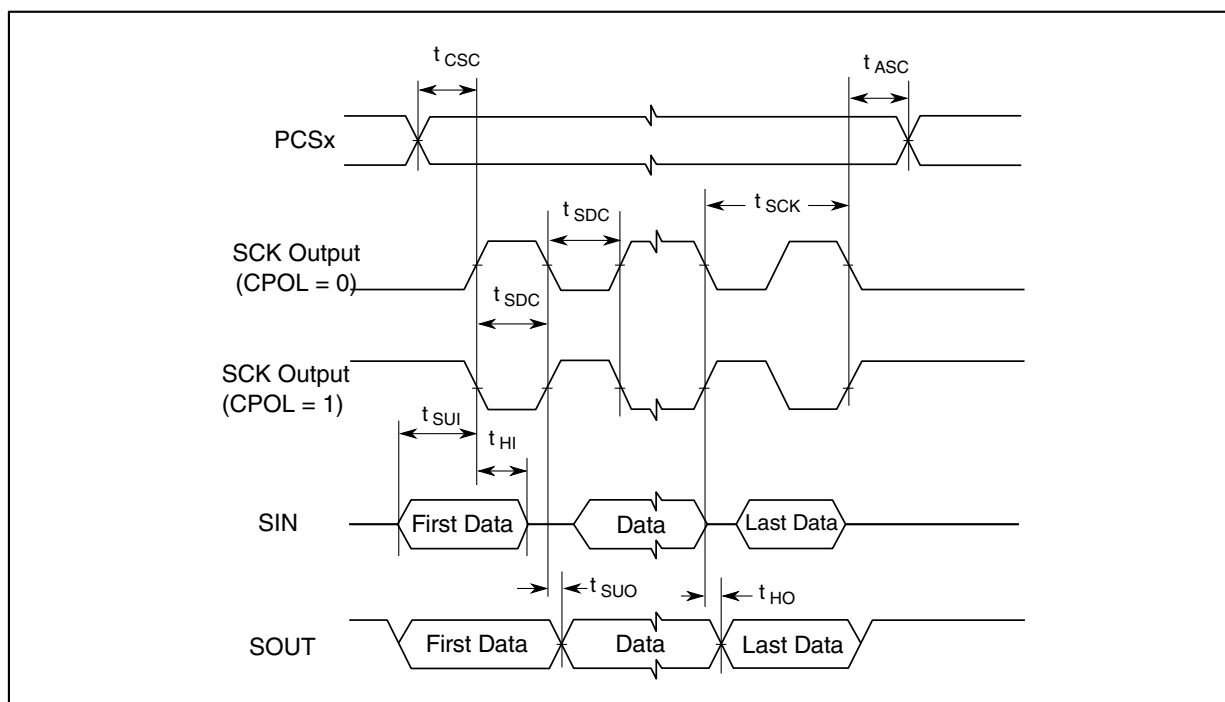 t CSC
t ASC
PCSx
t SDC
t SCK
SCK Output
(CPOL = 0)
t SDC
SCK Output
(CPOL = 1)
t SUI
t HI
SIN
First Data
Data
Last Data
t SUO
t HO
SOUT
First Data
Data
Last Data